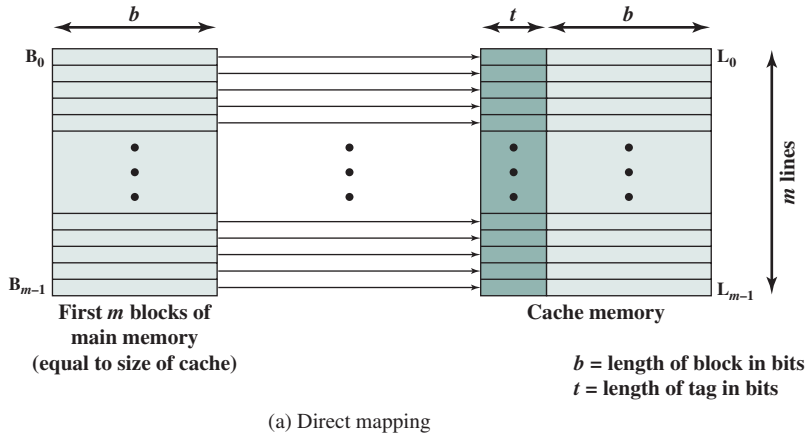 b
t
b
B0
L0
m lines
Bm–1
Lm–1
First m blocks of
main memory
(equal to size of cache)
Cache memory
b = length of block in bits
t = length of tag in bits
(a) Direct mapping